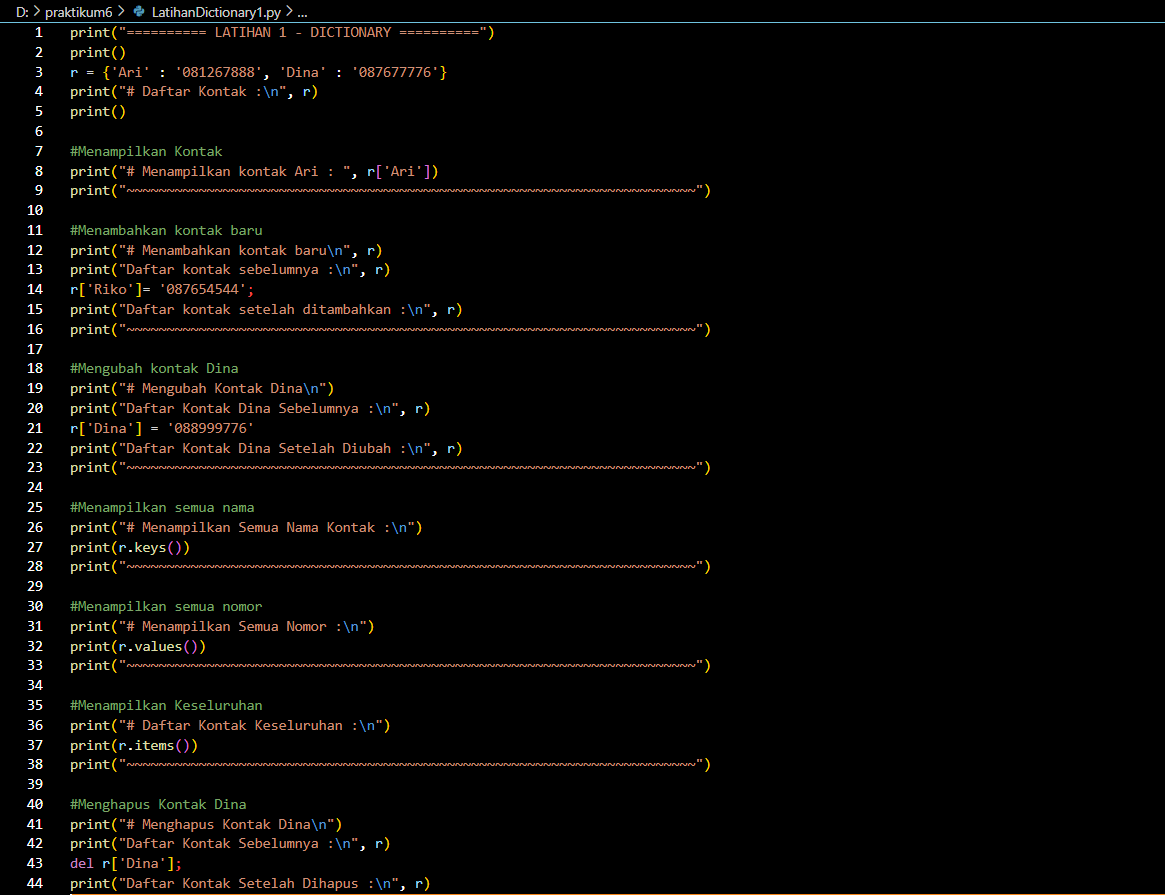 D: > praktikum6 > LatihanDictionary1.py > ...
1 print("========== LATIHAN 1 - DICTIONARY ==========")
2 print()
3 r = {'Ari' : '081267888', 'Dina' : '087677776'}
4 print("# Daftar Kontak :\n", r)
5 print()
6
7 #Menampilkan Kontak
8 print("# Menampilkan kontak Ari : ", r['Ari'])
9 print("~~~~~~~~~~~~~~~~~~~~~~~~~~~~~~~~~~~~~~~~~~~~~~~~~~~~~~~~~~~~~~~~~~~~~~~")
10
11 #Menambahkan kontak baru
12 print("# Menambahkan kontak baru\n", r)
13 print("Daftar kontak sebelumnya :\n", r)
14 r['Riko']= '087654544';
15 print("Daftar kontak setelah ditambahkan :\n", r)
16 print("~~~~~~~~~~~~~~~~~~~~~~~~~~~~~~~~~~~~~~~~~~~~~~~~~~~~~~~~~~~~~~~~~~~~~~~")
17
18 #Mengubah kontak Dina
19 print("# Mengubah Kontak Dina\n")
20 print("Daftar Kontak Dina Sebelumnya :\n", r)
21 r['Dina'] = '088999776'
22 print("Daftar Kontak Dina Setelah Diubah :\n", r)
23 print("~~~~~~~~~~~~~~~~~~~~~~~~~~~~~~~~~~~~~~~~~~~~~~~~~~~~~~~~~~~~~~~~~~~~~~~")
24
25 #Menampilkan semua nama
26 print("# Menampilkan Semua Nama Kontak :\n")
27 print(r.keys())
28 print("~~~~~~~~~~~~~~~~~~~~~~~~~~~~~~~~~~~~~~~~~~~~~~~~~~~~~~~~~~~~~~~~~~~~~~~")
29
30 #Menampilkan semua nomor
31 print("# Menampilkan Semua Nomor :\n")
32 print(r.values())
33 print("~~~~~~~~~~~~~~~~~~~~~~~~~~~~~~~~~~~~~~~~~~~~~~~~~~~~~~~~~~~~~~~~~~~~~~~")
34
35 #Menampilkan Keseluruhan
36 print("# Daftar Kontak Keseluruhan :\n")
37 print(r.items())
38 print("~~~~~~~~~~~~~~~~~~~~~~~~~~~~~~~~~~~~~~~~~~~~~~~~~~~~~~~~~~~~~~~~~~~~~~~")
39
40 #Menghapus Kontak Dina
41 print("# Menghapus Kontak Dina\n")
42 print("Daftar Kontak Sebelumnya :\n", r)
43 del r['Dina'];
44 print("Daftar Kontak Setelah Dihapus :\n", r)